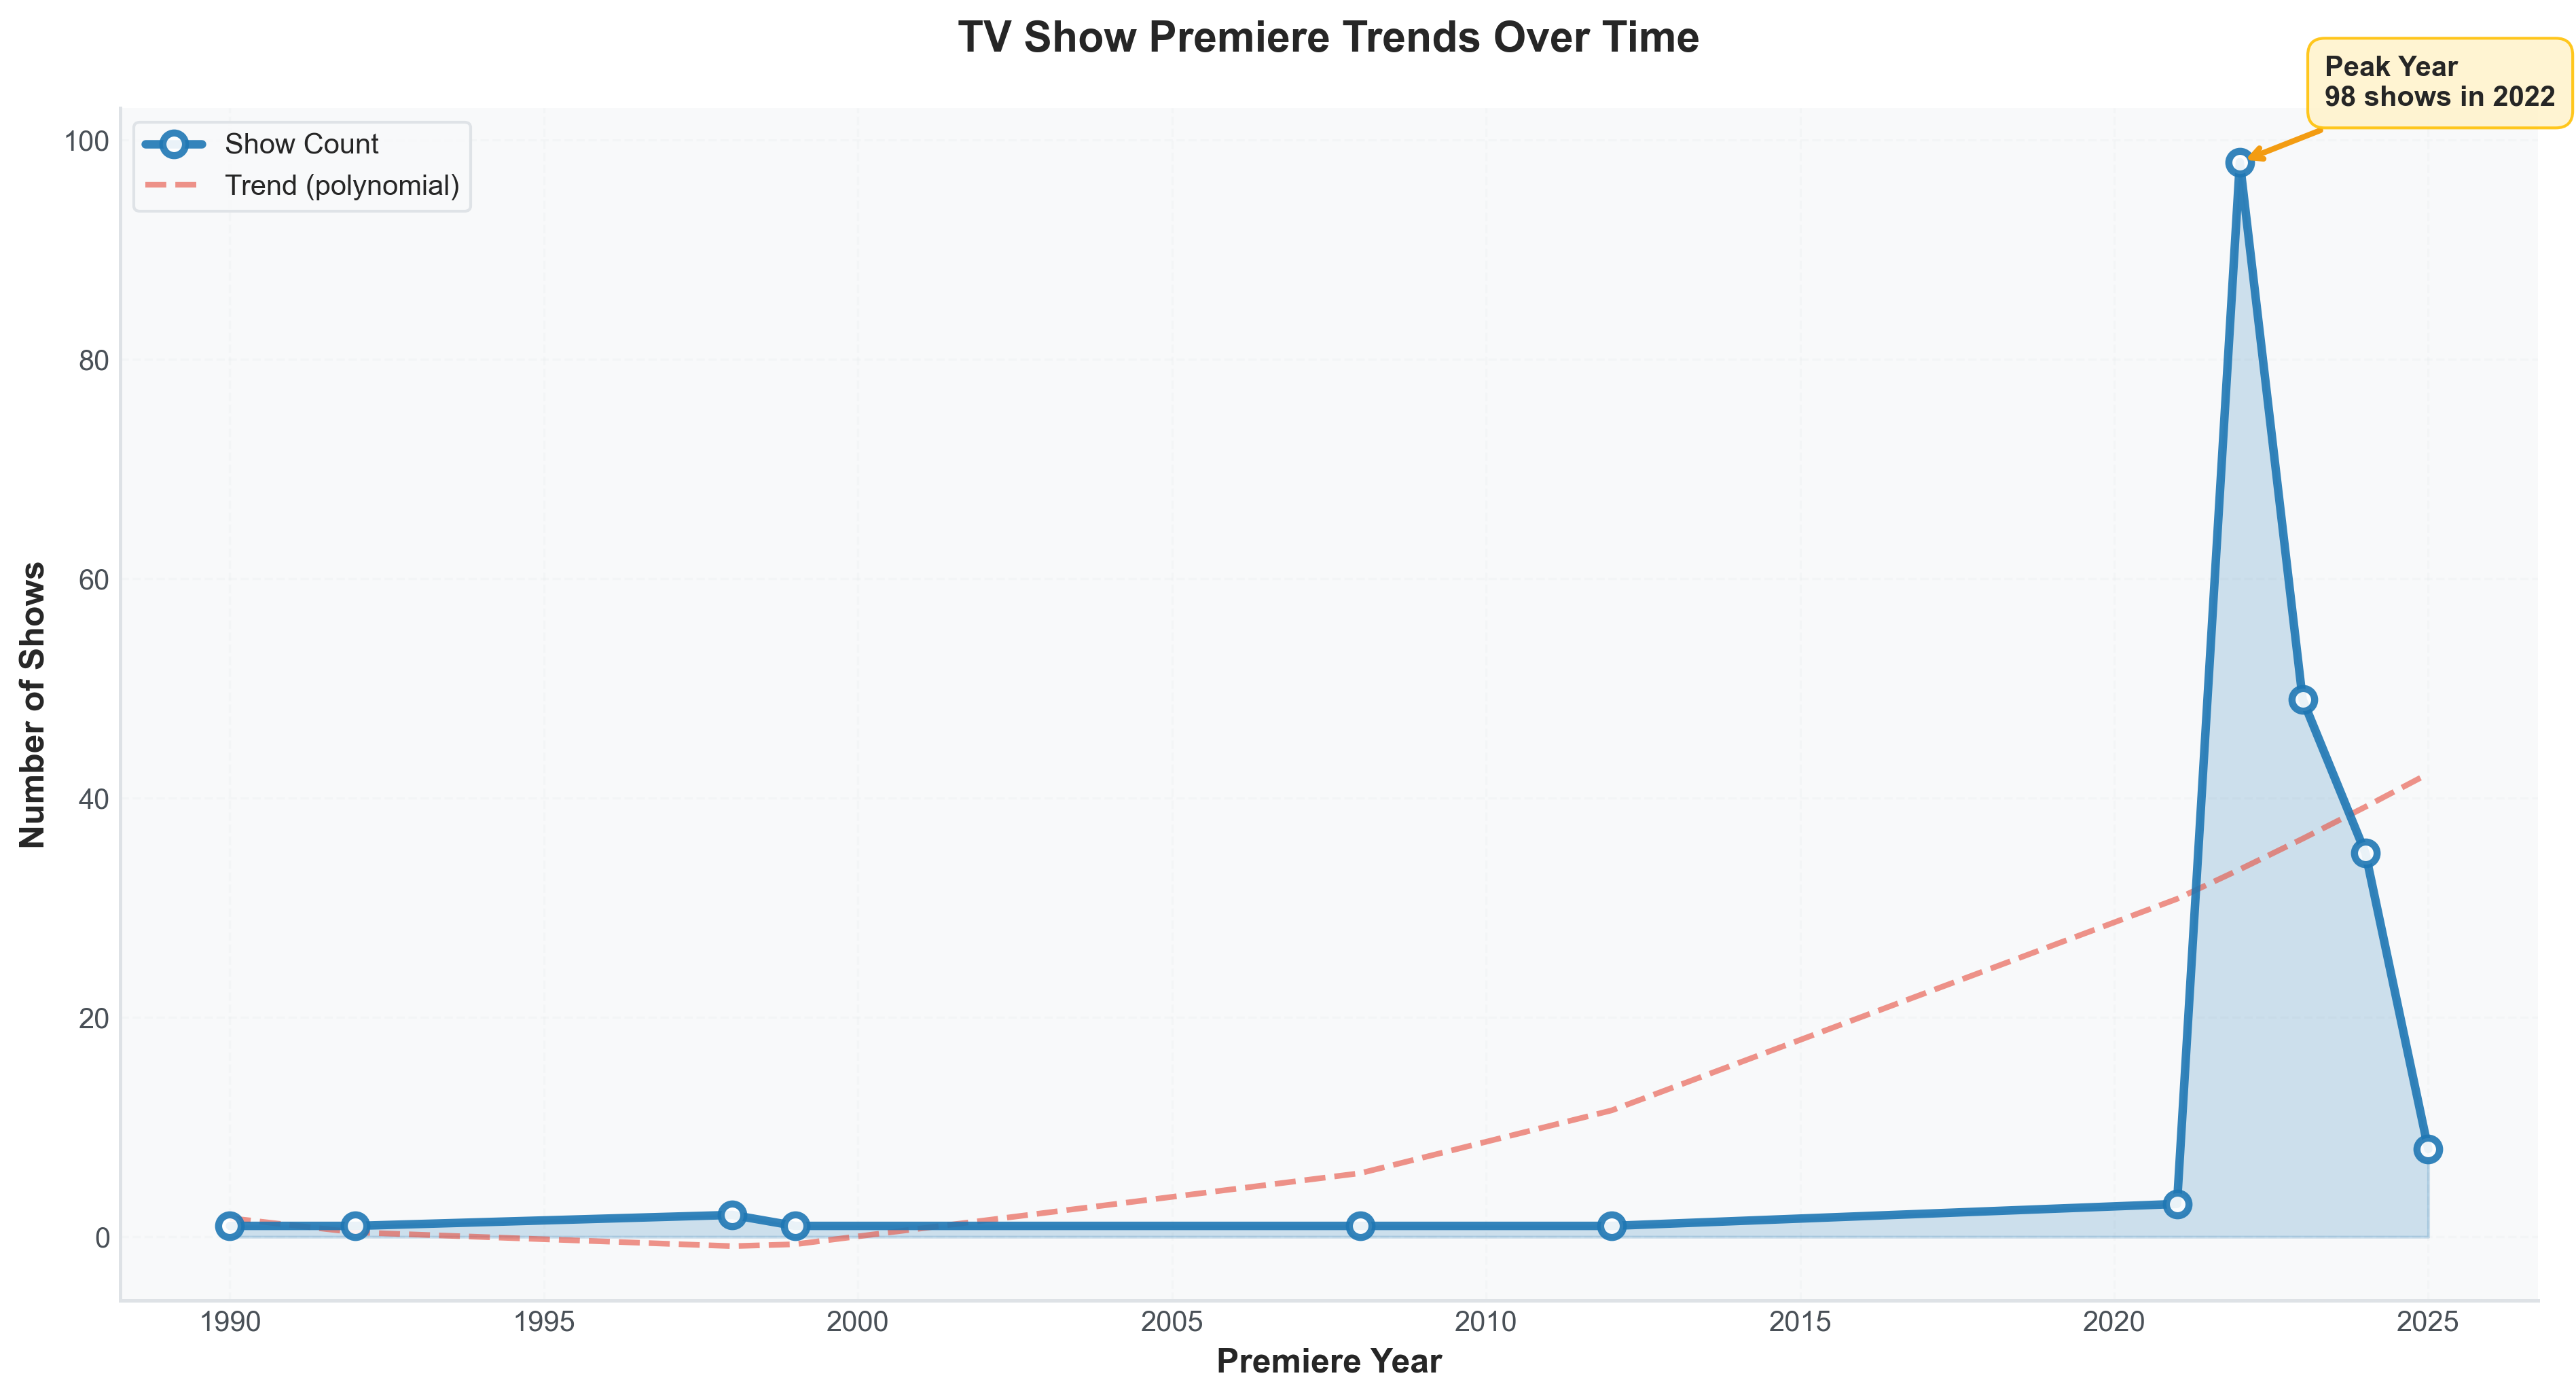 TV Show Premiere Trends Over Time
Peak Year
98 shows in 2022
Show Count
Trend (polynomial)
Number of Shows
100
80
60
40
20
0
1990
1995
2000
2005
2010
2015
2020
2025
Premiere Year